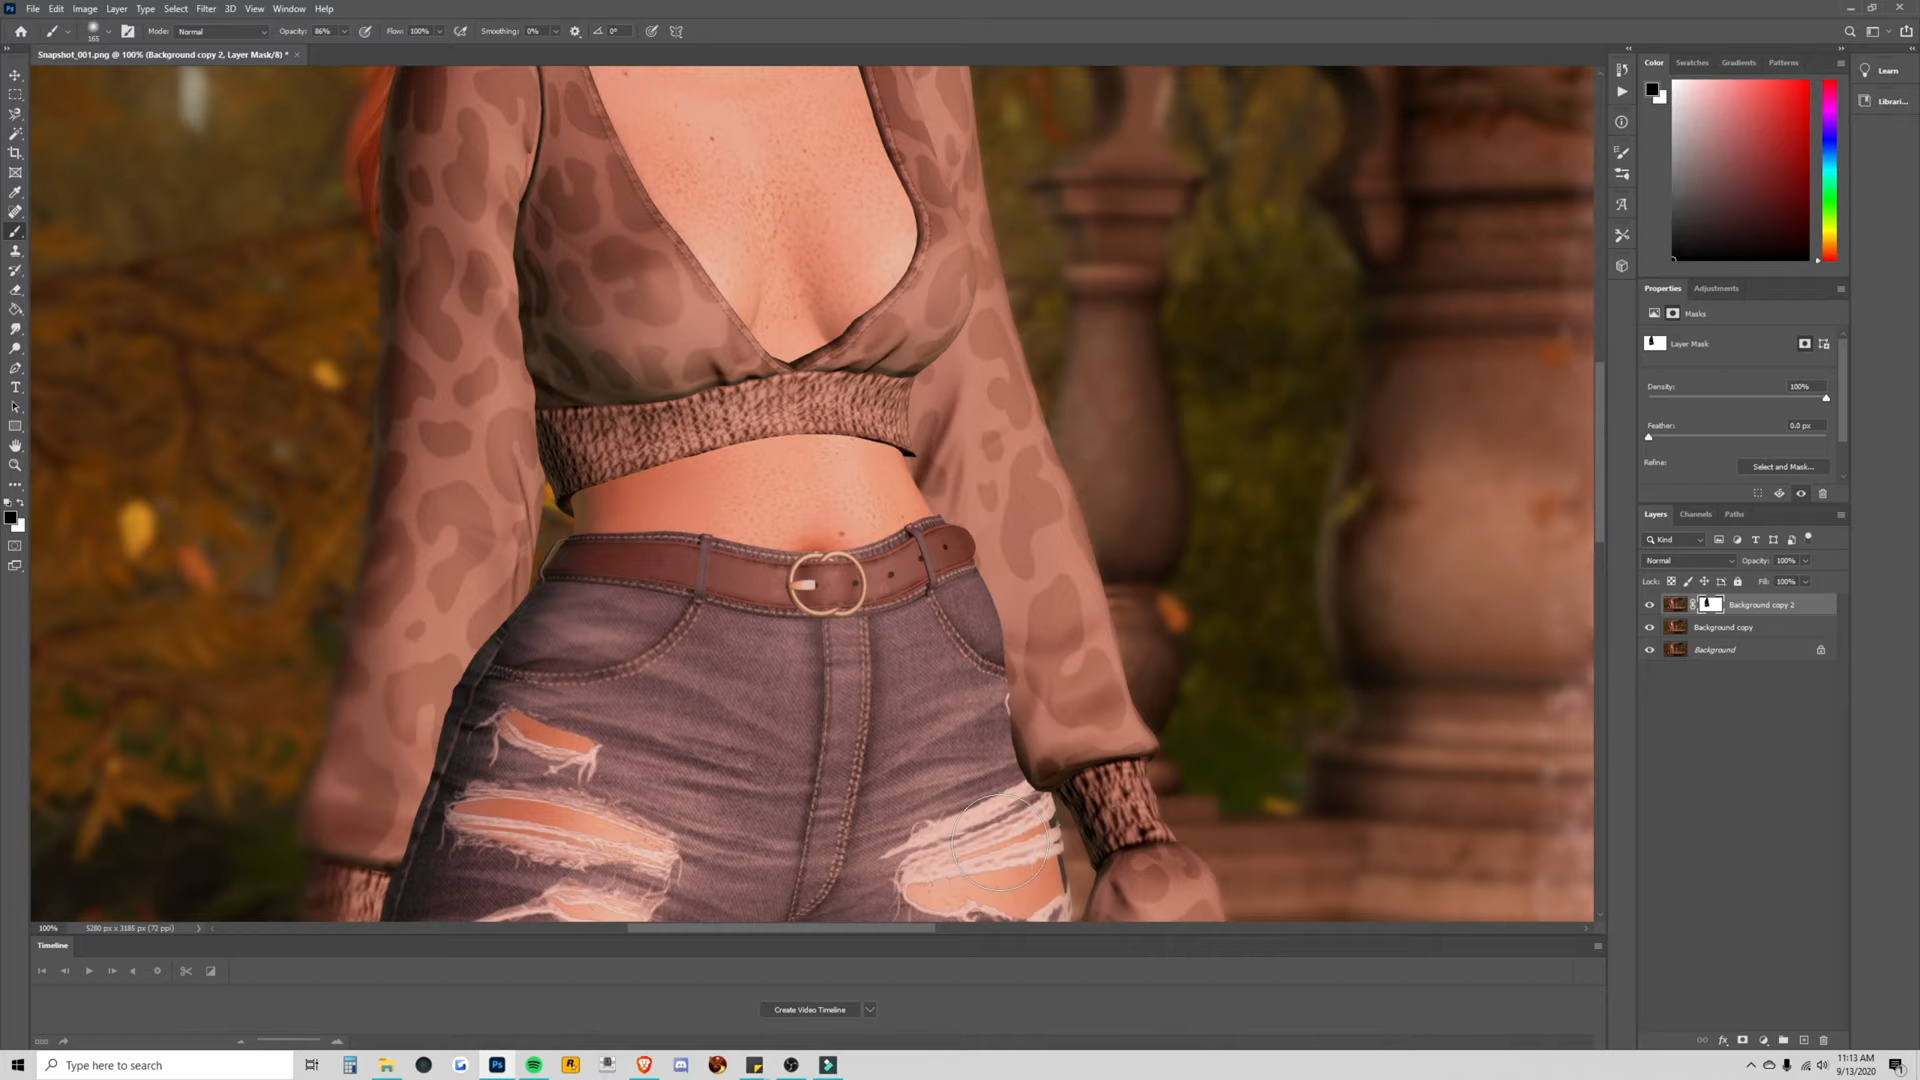 Ps File Edit Image Layer Type Select Filter 3D View Window Help
165 Mode: Normal Opacity: 86% Flow: 100% Smoothing: 0% 0°
Snapshot_001.png @ 100% (Background copy 2, Layer Mask/8) * ×
Color Swatches Gradients Patterns
Learn
Librari...
Properties Adjustments
Masks
Layer Mask
Density: 100%
Feather: 0.0 px
Refine: Select and Mask...
Layers Channels Paths
Kind
Normal Opacity: 100%
Lock: Fill: 100%
Background copy 2
Background copy
Background
100% 5280 px x 3185 px (72 ppi)
Timeline
Create Video Timeline
Type here to search
Ps
11:13 AM
9/13/2020